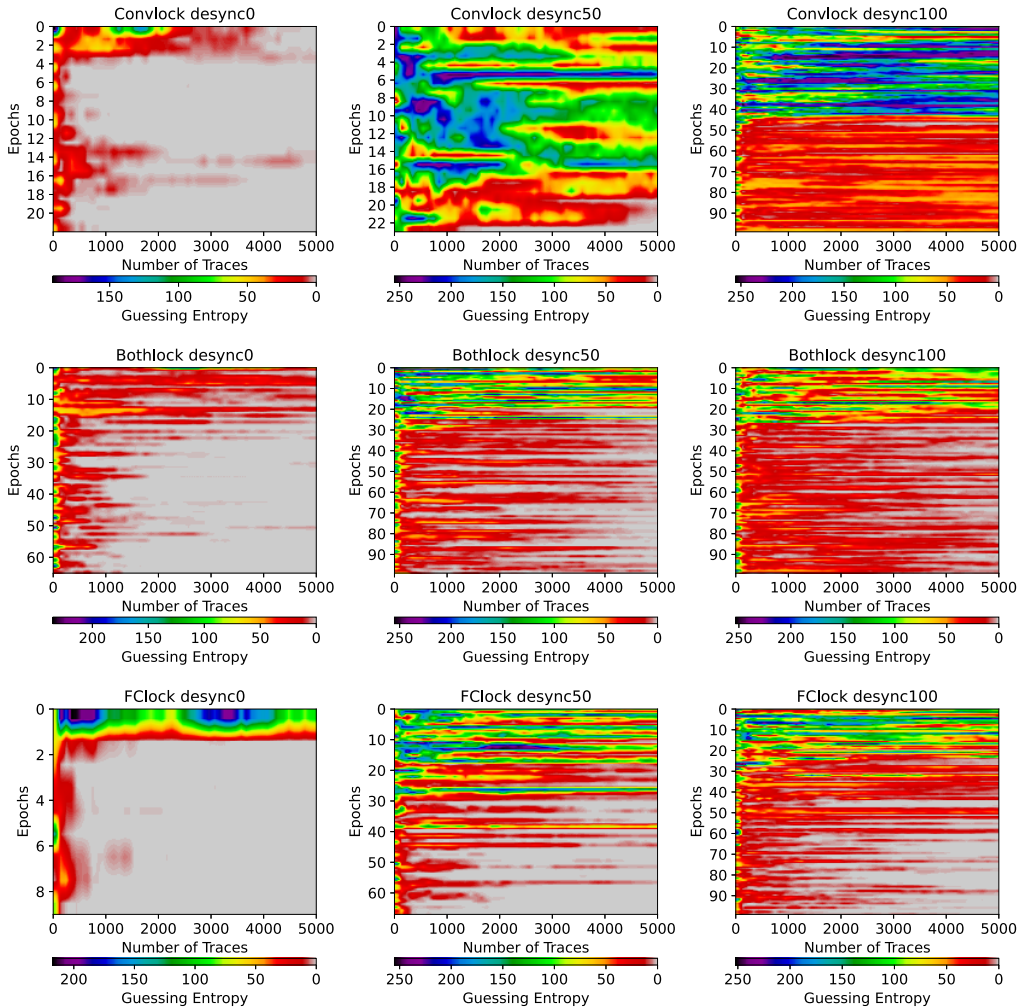 Convlock desync0
Epochs
0
2
4
6
8
10
12
14
16
18
20
0 1000 2000 3000 4000 5000
Number of Traces
150 100 50 0
Guessing Entropy
Convlock desync50
Epochs
0
2
4
6
8
10
12
14
16
18
20
22
0 1000 2000 3000 4000 5000
Number of Traces
250 200 150 100 50 0
Guessing Entropy
Convlock desync100
Epochs
0
10
20
30
40
50
60
70
80
90
0 1000 2000 3000 4000 5000
Number of Traces
250 200 150 100 50 0
Guessing Entropy
Bothlock desync0
Epochs
0
10
20
30
40
50
60
0 1000 2000 3000 4000 5000
Number of Traces
200 150 100 50 0
Guessing Entropy
Bothlock desync50
Epochs
0
10
20
30
40
50
60
70
80
90
0 1000 2000 3000 4000 5000
Number of Traces
250 200 150 100 50 0
Guessing Entropy
Bothlock desync100
Epochs
0
10
20
30
40
50
60
70
80
90
0 1000 2000 3000 4000 5000
Number of Traces
250 200 150 100 50 0
Guessing Entropy
FClock desync0
Epochs
0
2
4
6
8
0 1000 2000 3000 4000 5000
Number of Traces
200 150 100 50 0
Guessing Entropy
FClock desync50
Epochs
0
10
20
30
40
50
60
0 1000 2000 3000 4000 5000
Number of Traces
250 200 150 100 50 0
Guessing Entropy
FClock desync100
Epochs
0
10
20
30
40
50
60
70
80
90
0 1000 2000 3000 4000 5000
Number of Traces
250 200 150 100 50 0
Guessing Entropy